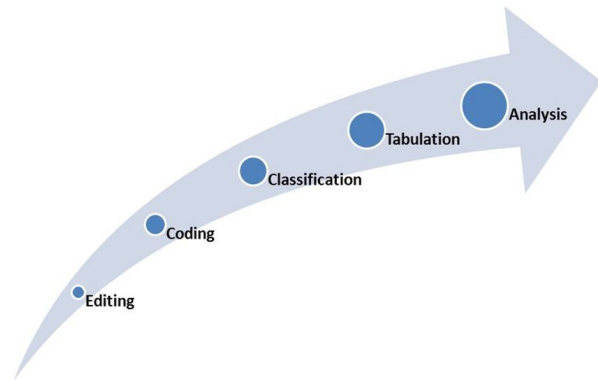 Analysis
Tabulation
Classification
Coding
Editing